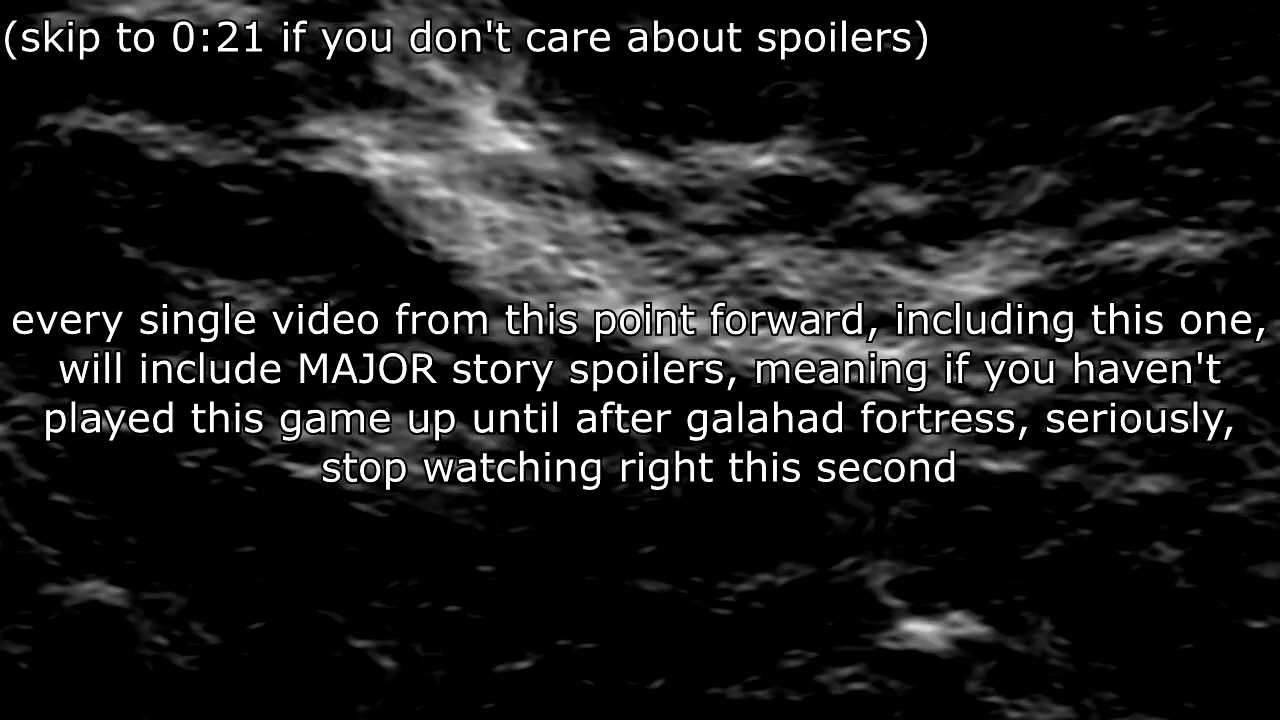 (skip to 0:21 if you don't care about spoilers)
every single video from this point forward, including this one,
will include MAJOR story spoilers, meaning if you haven't
played this game up until after galahad fortress, seriously,
stop watching right this second